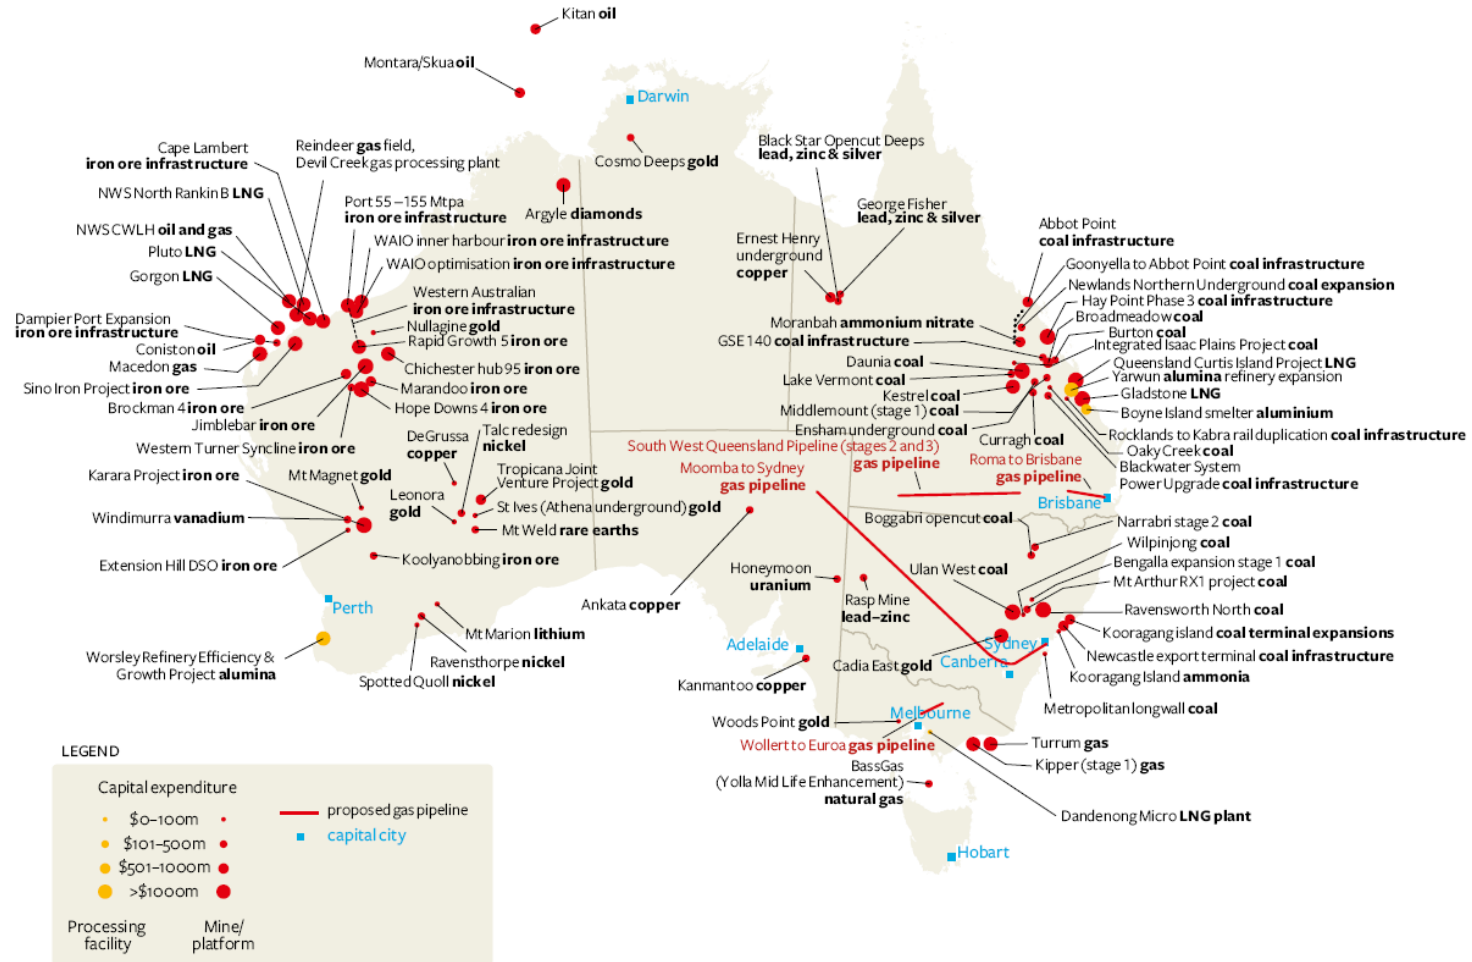 Kitan oil
Montara/Skua oil
Darwin
Cosmo Deeps gold
Argyle diamonds
Black Star Opencut Deeps
lead, zinc & silver
George Fisher
lead, zinc & silver
Ernest Henry
underground
copper
Cape Lambert
iron ore infrastructure
Reindeer gas field,
Devil Creek gas processing plant
NWS North Rankin B LNG
Port 55–155 Mtpa
iron ore infrastructure
NWS CWLH oil and gas
WAIO inner harbour iron ore infrastructure
Pluto LNG
WAIO optimisation iron ore infrastructure
Gorgon LNG
Western Australian
iron ore infrastructure
Dampier Port Expansion
iron ore infrastructure
Nullagine gold
Rapid Growth 5 iron ore
Coniston oil
Macedon gas
Chichester hub 95 iron ore
Sino Iron Project iron ore
Marandoo iron ore
Brockman 4 iron ore
Hope Downs 4 iron ore
Jimblebar iron ore
Western Turner Syncline iron ore
DeGrussa
copper
Talc redesign
nickel
Karara Project iron ore
Mt Magnet gold
Tropicana Joint
Venture Project gold
Leonora
gold
St Ives (Athena underground) gold
Windimurra vanadium
Mt Weld rare earths
Extension Hill DSO iron ore
Koolyanobbing iron ore
Perth
Mt Marion lithium
Ravensthorpe nickel
Spotted Quoll nickel
Worsley Refinery Efficiency &
Growth Project alumina
Abbot Point
coal infrastructure
Goonyella to Abbot Point coal infrastructure
Newlands Northern Underground coal expansion
Hay Point Phase 3 coal infrastructure
Moranbah ammonium nitrate
Broadmeadow coal
Burton coal
GSE 140 coal infrastructure
Integrated Isaac Plains Project coal
Daunia coal
Queensland Curtis Island Project LNG
Lake Vermont coal
Yarwun alumina refinery expansion
Kestrel coal
Gladstone LNG
Middlemount (stage 1) coal
Boyne Island smelter aluminium
Ensham underground coal
Curragh coal
Rocklands to Kabra rail duplication coal infrastructure
Oaky Creek coal
Blackwater System
Power Upgrade coal infrastructure
South West Queensland Pipeline (stages 2 and 3)
gas pipeline
Moomba to Sydney
gas pipeline
Roma to Brisbane
gas pipeline
Brisbane
Boggabri opencut coal
Narrabri stage 2 coal
Wilpinjong coal
Ulan West coal
Bengalla expansion stage 1 coal
Mt Arthur RX1 project coal
Ravensworth North coal
Honeymoon
uranium
Rasp Mine
lead–zinc
Ankata copper
Kooragang island coal terminal expansions
Newcastle export terminal coal infrastructure
Kooragang Island ammonia
Sydney
Canberra
Adelaide
Cadia East gold
Kanmantoo copper
Metropolitan longwall coal
Woods Point gold
Melbourne
Wollert to Euroa gas pipeline
Turrum gas
Kipper (stage 1) gas
BassGas
(Yolla Mid Life Enhancement)
natural gas
Dandenong Micro LNG plant
Hobart
LEGEND
Capital expenditure
$0–100m
$101–500m
$501–1000m
>$1000m
Processing
facility
Mine/
platform
proposed gas pipeline
capital city